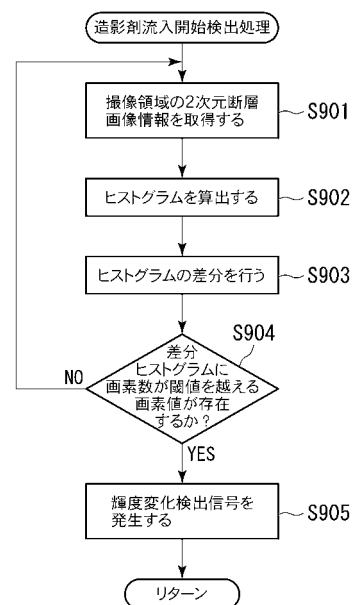 造影剤流入開始検出処理
撮像領域の2次元断層
画像情報を取得する
S901
ヒストグラムを算出する
S902
ヒストグラムの差分を行う
S903
S904
差分
ヒストグラムに
画素数が閾値を越える
画素値が存在
するか?
NO
YES
輝度変化検出信号を
発生する
S905
リターン